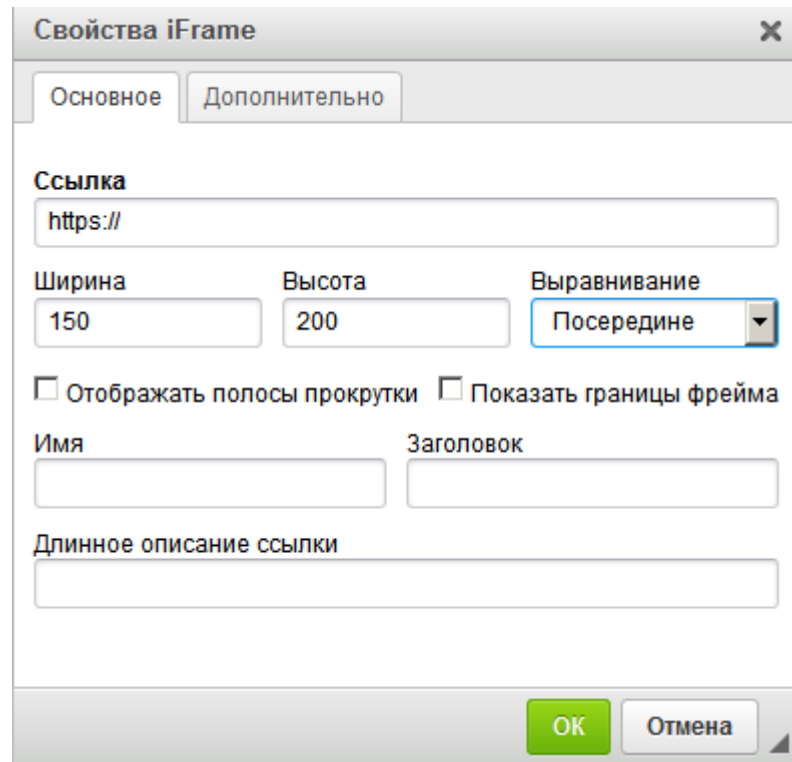 Свойства iFrame
Основное Дополнительно
Ссылка
https://
Ширина Высота Выравнивание
150 200 Посередине
Отображать полосы прокрутки Показать границы фрейма
Имя Заголовок
Длинное описание ссылки
ОК Отмена